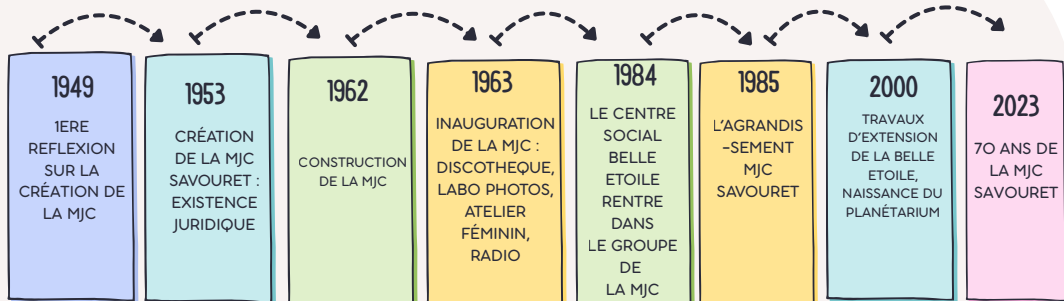 1949
1ERE
REFLEXION
SUR LA
CRÉATION DE
LA MJC
1953
CRÉATION
DE LA MJC
SAVOURET :
EXISTENCE
JURIDIQUE
1962
CONSTRUCTION
DE LA MJC
1963
INAUGURATION
DE LA MJC :
DISCOTHEQUE,
LABO PHOTOS,
ATELIER
FÉMININ,
RADIO
1984
LE CENTRE
SOCIAL
BELLE
ETOILE
RENTRE
DANS
LE GROUPE
DE
LA MJC
1985
L'AGRANDIS
-SEMENT
MJC
SAVOURET
2000
TRAVAUX
D'EXTENSION
DE LA BELLE
ETOILE,
NAISSANCE DU
PLANÉTARIUM
2023
70 ANS DE
LA MJC
SAVOURET